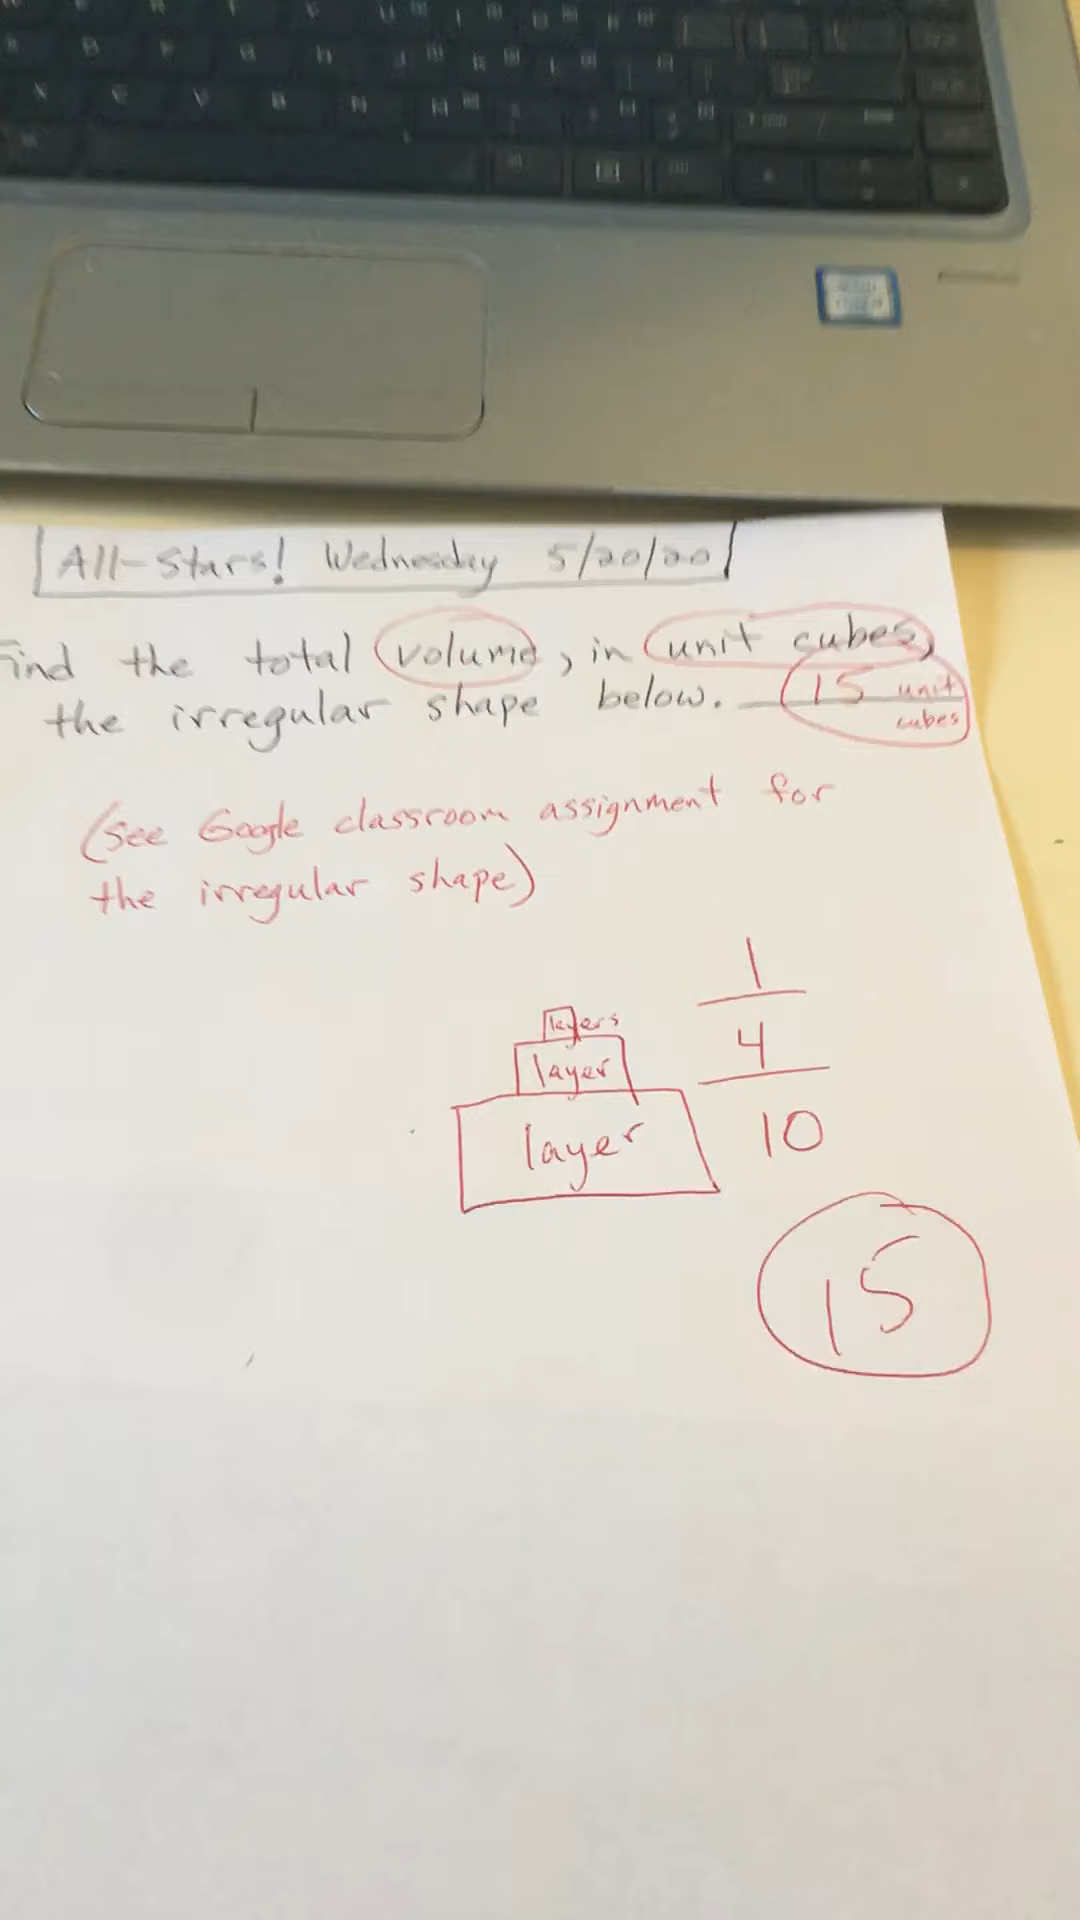 All-Stars! Wednesday 5/20/20
Find the total volume, in unit cubes,
the irregular shape below. 15 unit
cubes
(see Google classroom assignment for
the irregular shape)
1
layers
4
layer
10
layer
15